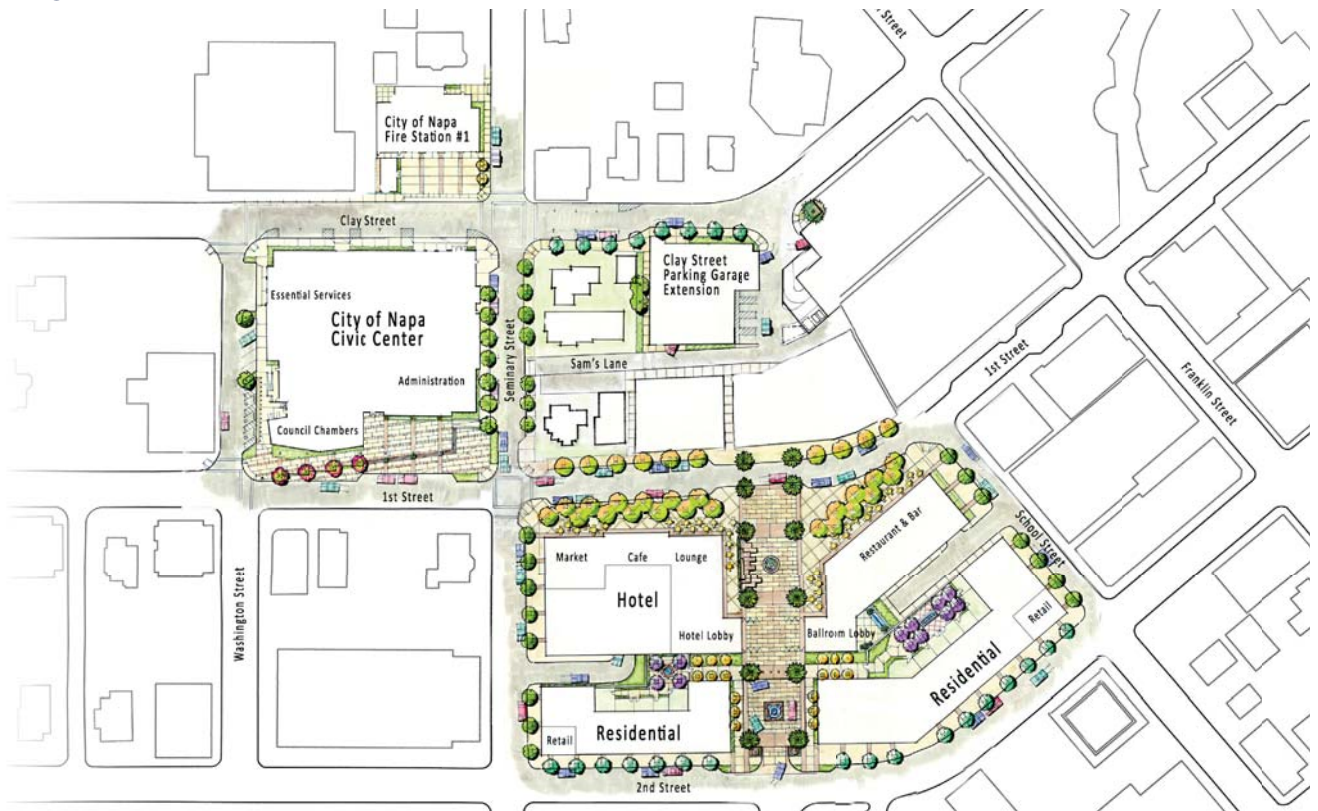 Street
City of Napa
Fire Station #1
Clay Street
Clay Street
Parking Garage
Extension
Essential Services
City of Napa
Civic Center
Administration
Council Chambers
Seminary Street
Sam's Lane
1st Street
Franklin Street
1st Street
School Street
Washington Street
Market
Cafe
Lounge
Restaurant & Bar
Hotel
Hotel Lobby
Ballroom Lobby
Retail
Residential
Residential
Retail
2nd Street